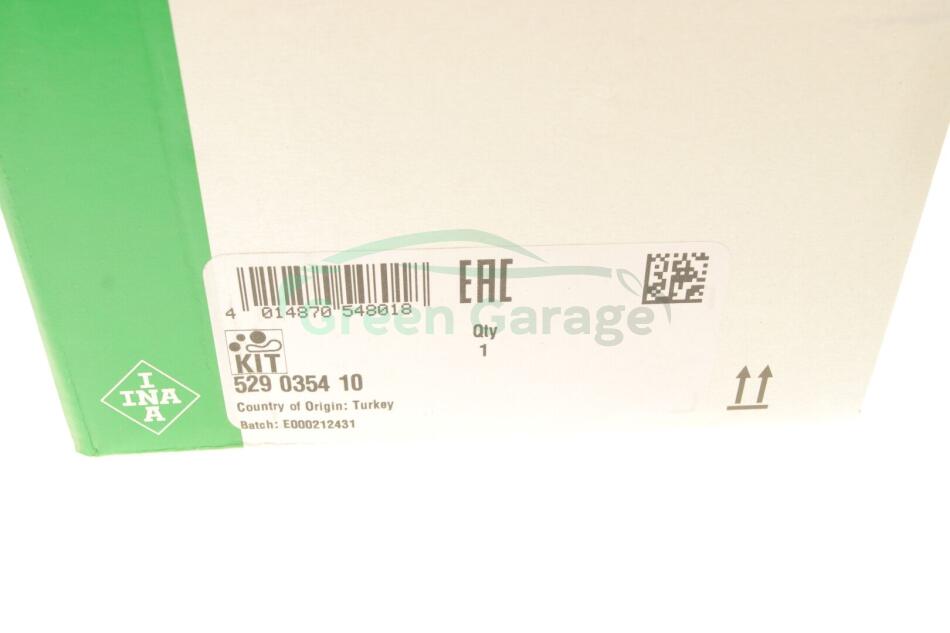 4 014870 548018
EAC
Green Garage
Qty
1
KIT
529 0354 10
Country of Origin: Turkey
Batch: E000212431
I
INA
A